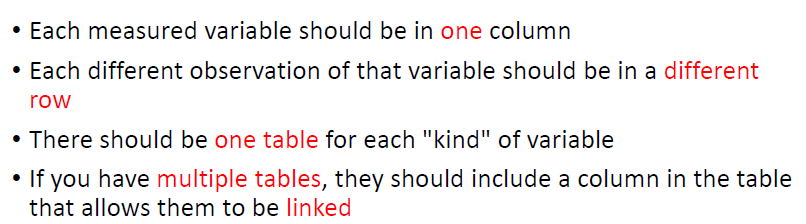 • Each measured variable should be in one column
• Each different observation of that variable should be in a different
row
• There should be one table for each "kind" of variable
• If you have multiple tables, they should include a column in the table
that allows them to be linked